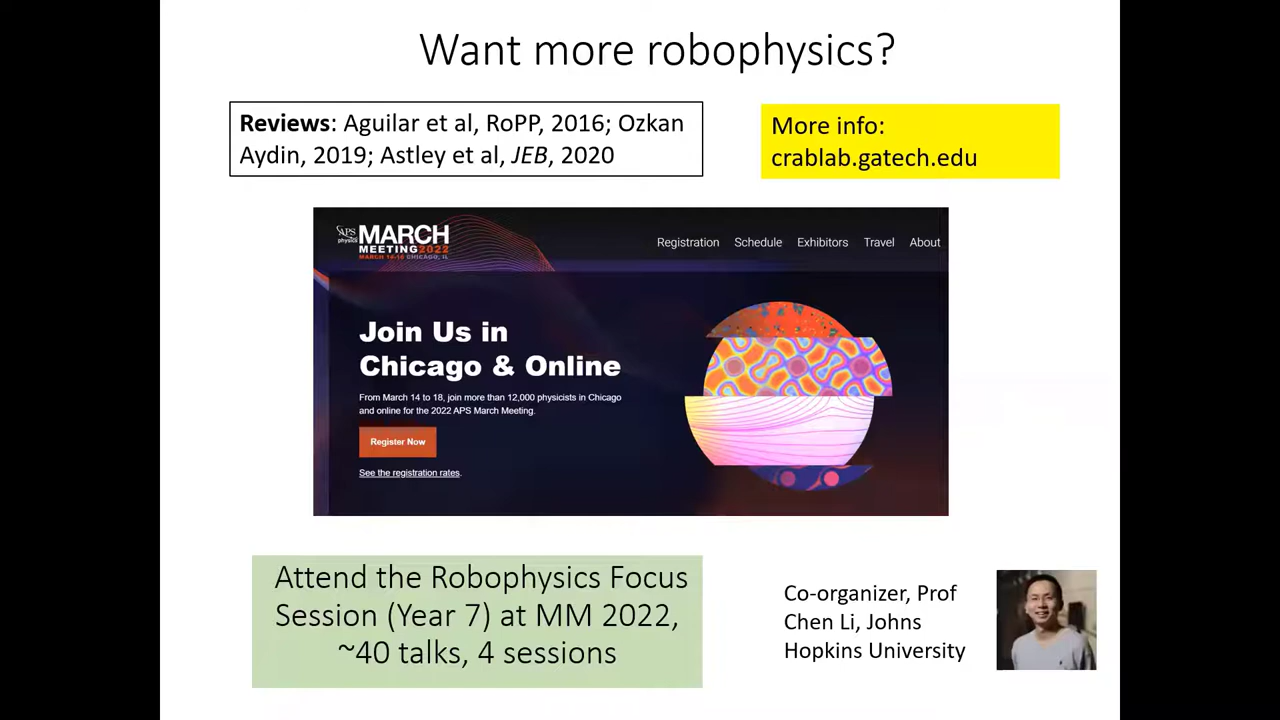 Want more robophysics?
Reviews: Aguilar et al, RoPP, 2016; Ozkan
Aydin, 2019; Astley et al, JEB, 2020
More info:
crablab.gatech.edu
APS
physics
MARCH
MEETING2022
MARCH 14-18 CHICAGO, IL
Registration Schedule Exhibitors Travel About
Join Us in
Chicago & Online
From March 14 to 18, join more than 12,000 physicists in Chicago
and online for the 2022 APS March Meeting.
Register Now
See the registration rates.
Attend the Robophysics Focus
Session (Year 7) at MM 2022,
~40 talks, 4 sessions
Co-organizer, Prof
Chen Li, Johns
Hopkins University